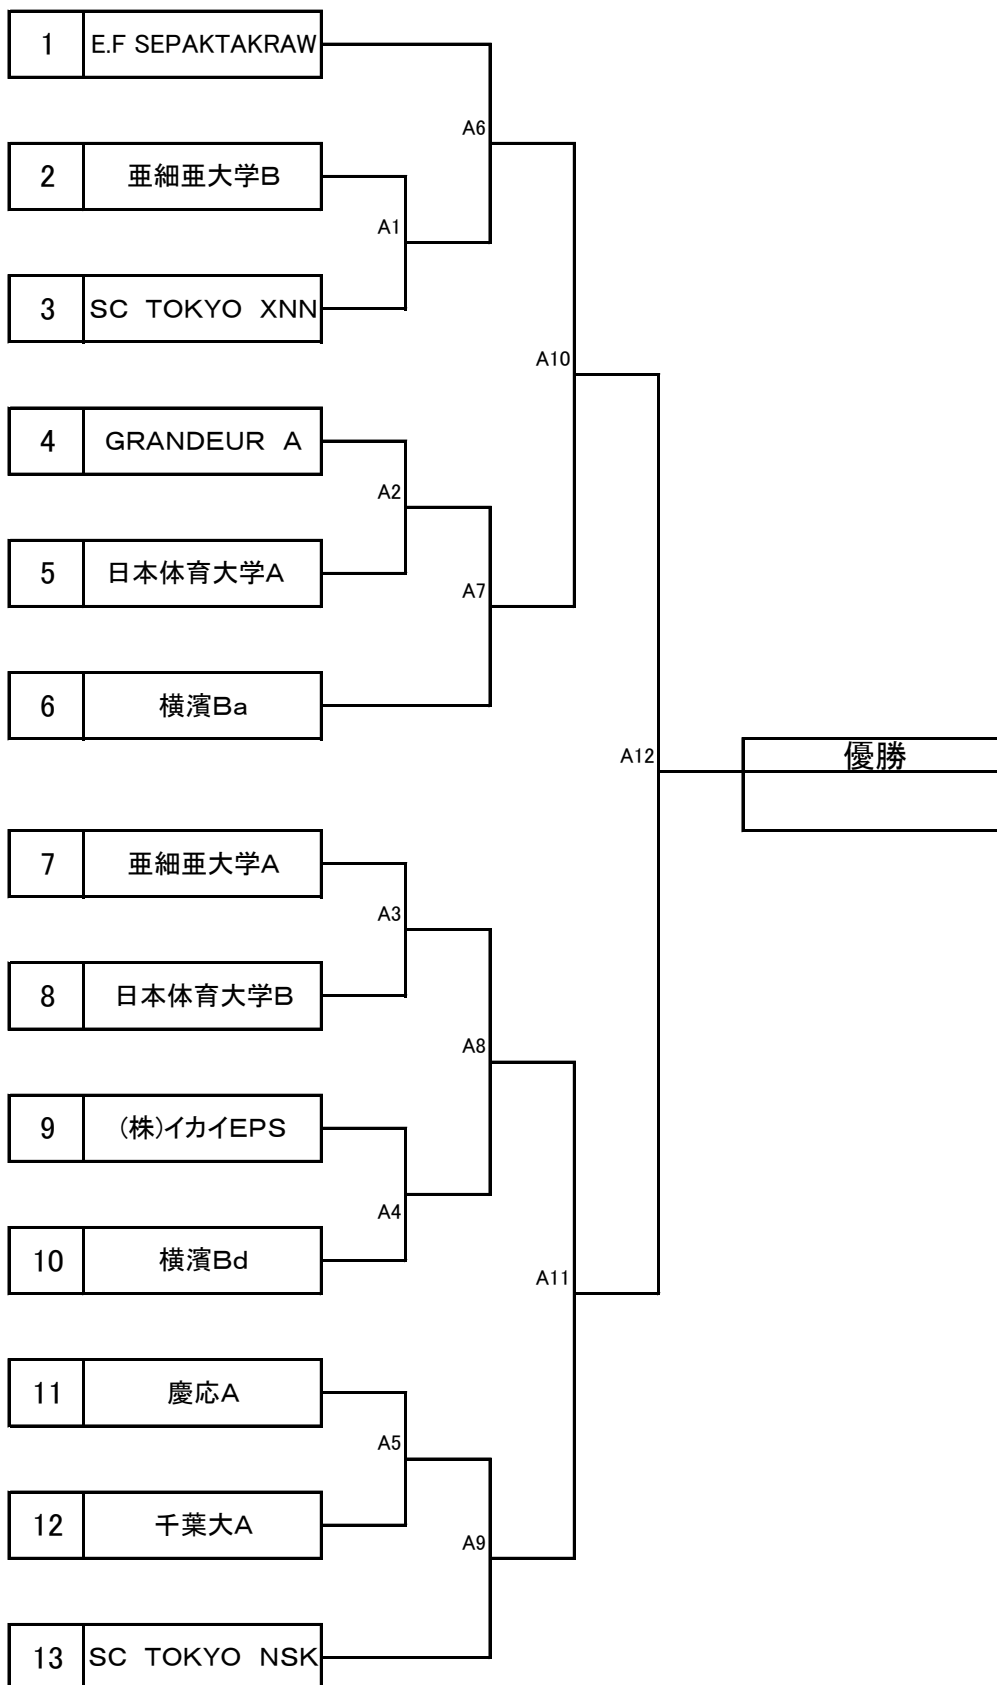 1 E.F SEPAKTAKRAW
A6
2 亜細亜大学B
A1
3 SC TOKYO XNN
A10
4 GRANDEUR A
A2
5 日本体育大学A
A7
6 横濱Ba
A12
優勝
7 亜細亜大学A
A3
8 日本体育大学B
A8
9 (株)イカイEPS
A4
10 横濱Bd
A11
11 慶応A
A5
12 千葉大A
A9
13 SC TOKYO NSK